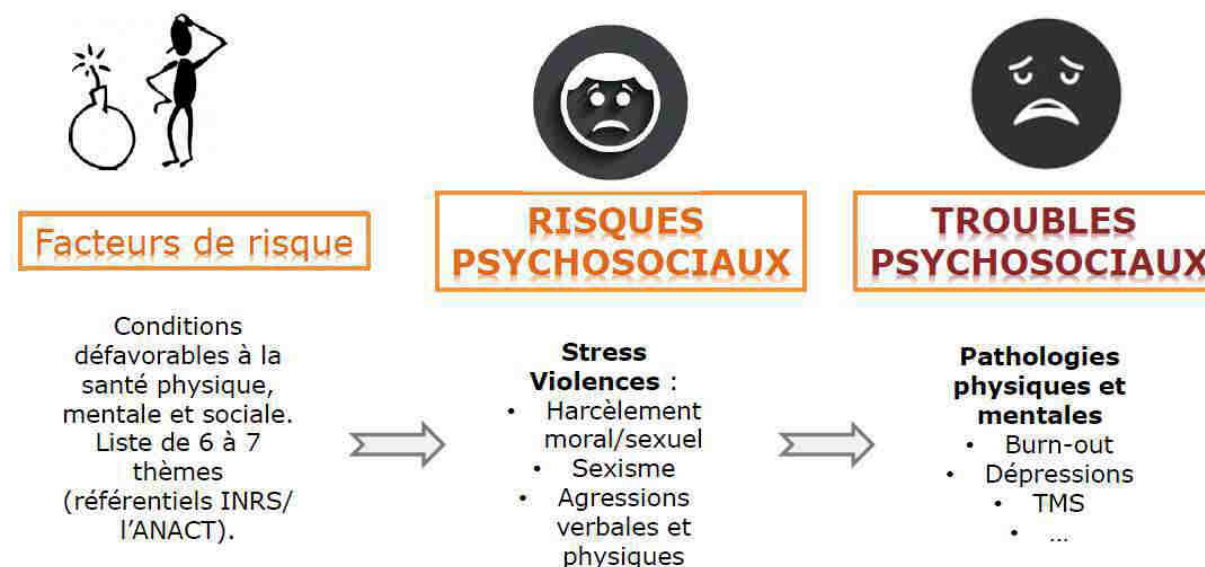 Facteurs de risque
Conditions
défavorables à la
santé physique,
mentale et sociale.
Liste de 6 à 7
thèmes
(référentiels INRS/
l'ANACT).
RISQUES
PSYCHOSOCIAUX
Stress
Violences :
• Harcèlement
moral/sexuel
• Sexisme
• Agressions
verbales et
physiques
TROUBLES
PSYCHOSOCIAUX
Pathologies
physiques et
mentales
• Burn-out
• Dépressions
• TMS
• ...